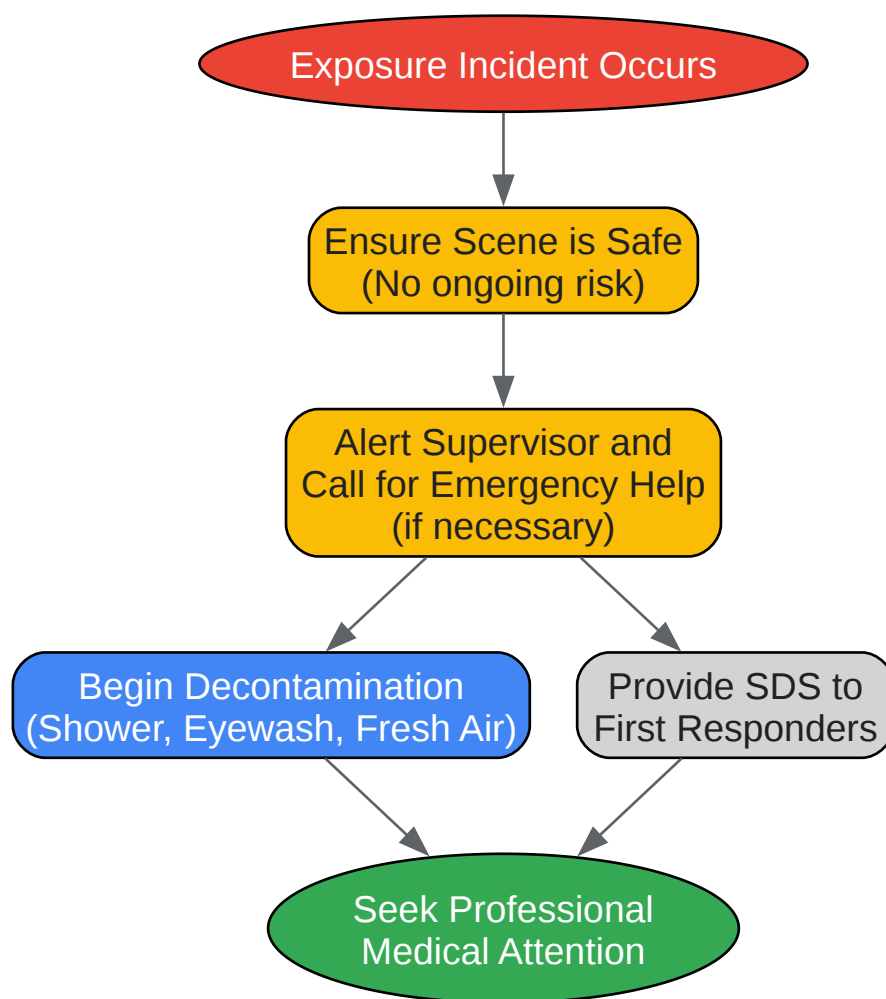 Exposure Incident Occurs
Ensure Scene is Safe
(No ongoing risk)
Alert Supervisor and
Call for Emergency Help
(if necessary)
Begin Decontamination
(Shower, Eyewash, Fresh Air)
Provide SDS to
First Responders
Seek Professional
Medical Attention